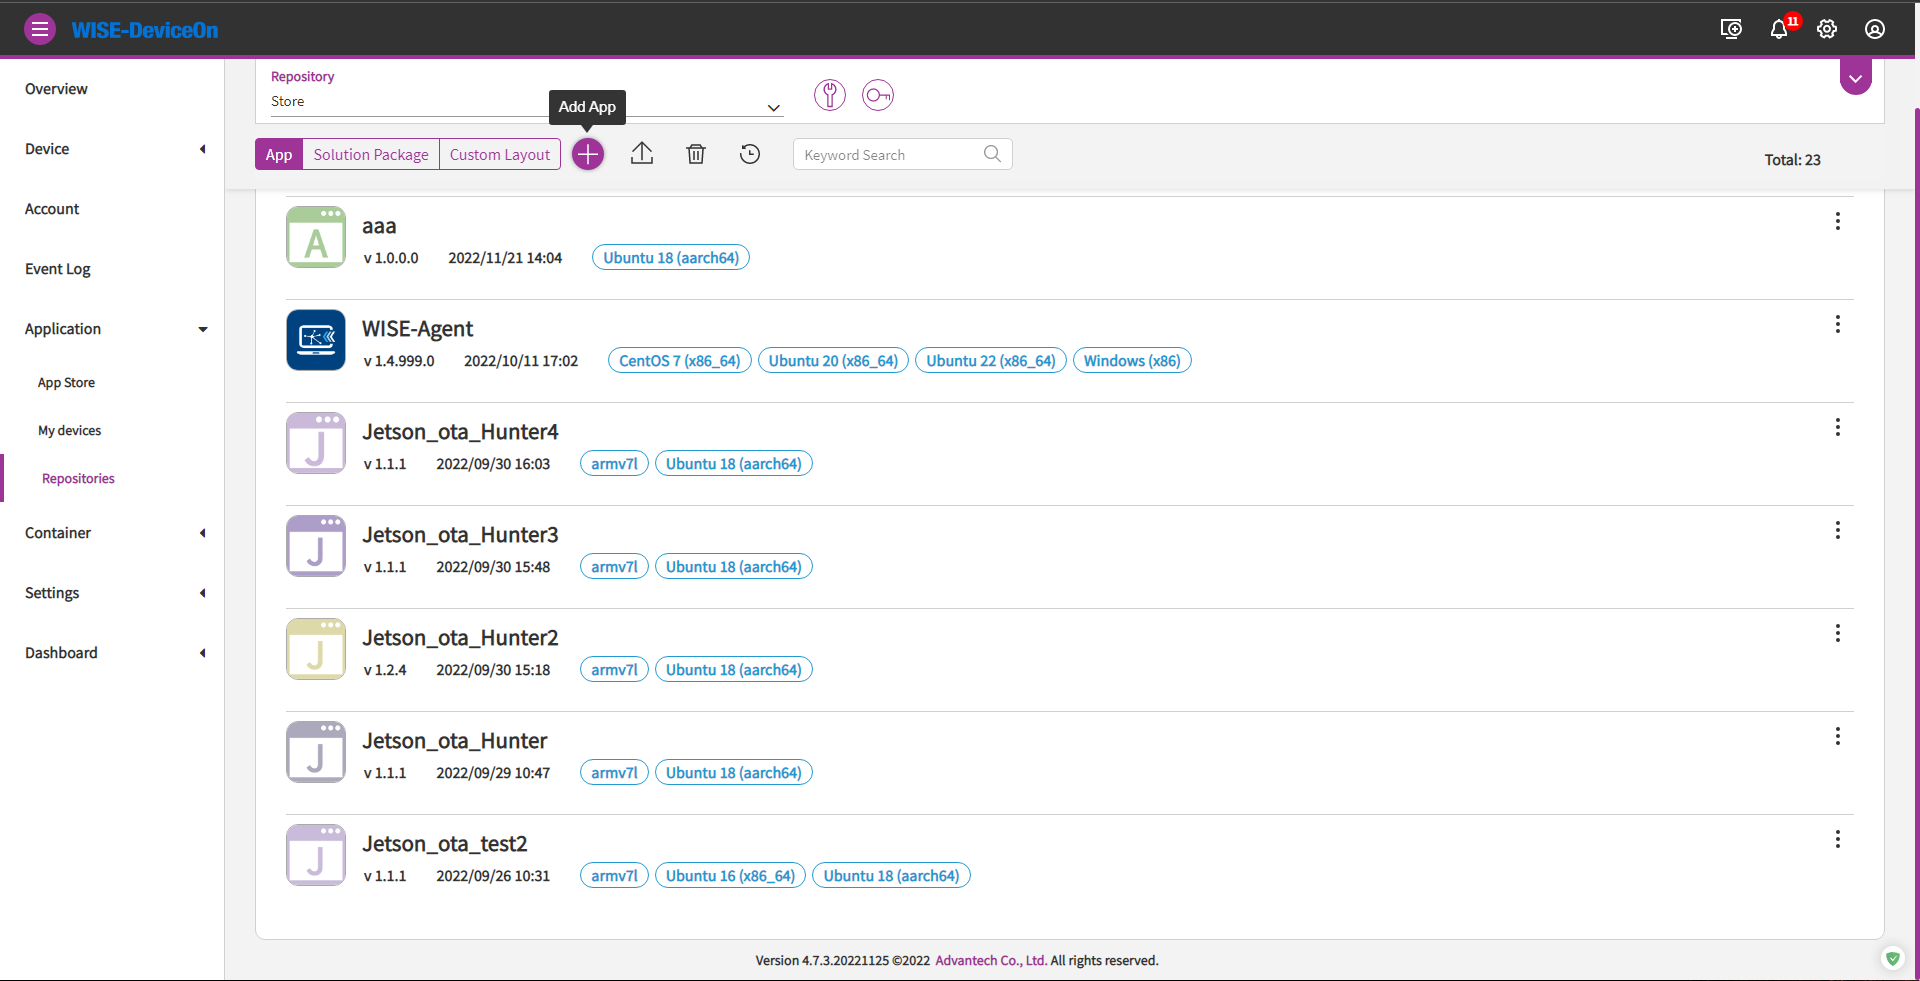 WISE-DeviceOn
11
Overview
Device
Account
Event Log
Application
App Store
My devices
Repositories
Container
Settings
Dashboard
Repository
Store
Add App
App
Solution Package
Custom Layout
Keyword Search
Total: 23
A
aaa
v 1.0.0.0 2022/11/21 14:04 Ubuntu 18 (aarch64)
WISE-Agent
v 1.4.999.0 2022/10/11 17:02 CentOS 7 (x86_64) Ubuntu 20 (x86_64) Ubuntu 22 (x86_64) Windows (x86)
J
Jetson_ota_Hunter4
v 1.1.1 2022/09/30 16:03 armv7l Ubuntu 18 (aarch64)
J
Jetson_ota_Hunter3
v 1.1.1 2022/09/30 15:48 armv7l Ubuntu 18 (aarch64)
J
Jetson_ota_Hunter2
v 1.2.4 2022/09/30 15:18 armv7l Ubuntu 18 (aarch64)
J
Jetson_ota_Hunter
v 1.1.1 2022/09/29 10:47 armv7l Ubuntu 18 (aarch64)
J
Jetson_ota_test2
v 1.1.1 2022/09/26 10:31 armv7l Ubuntu 16 (x86_64) Ubuntu 18 (aarch64)
Version 4.7.3.20221125 ©2022 Advantech Co., Ltd. All rights reserved.